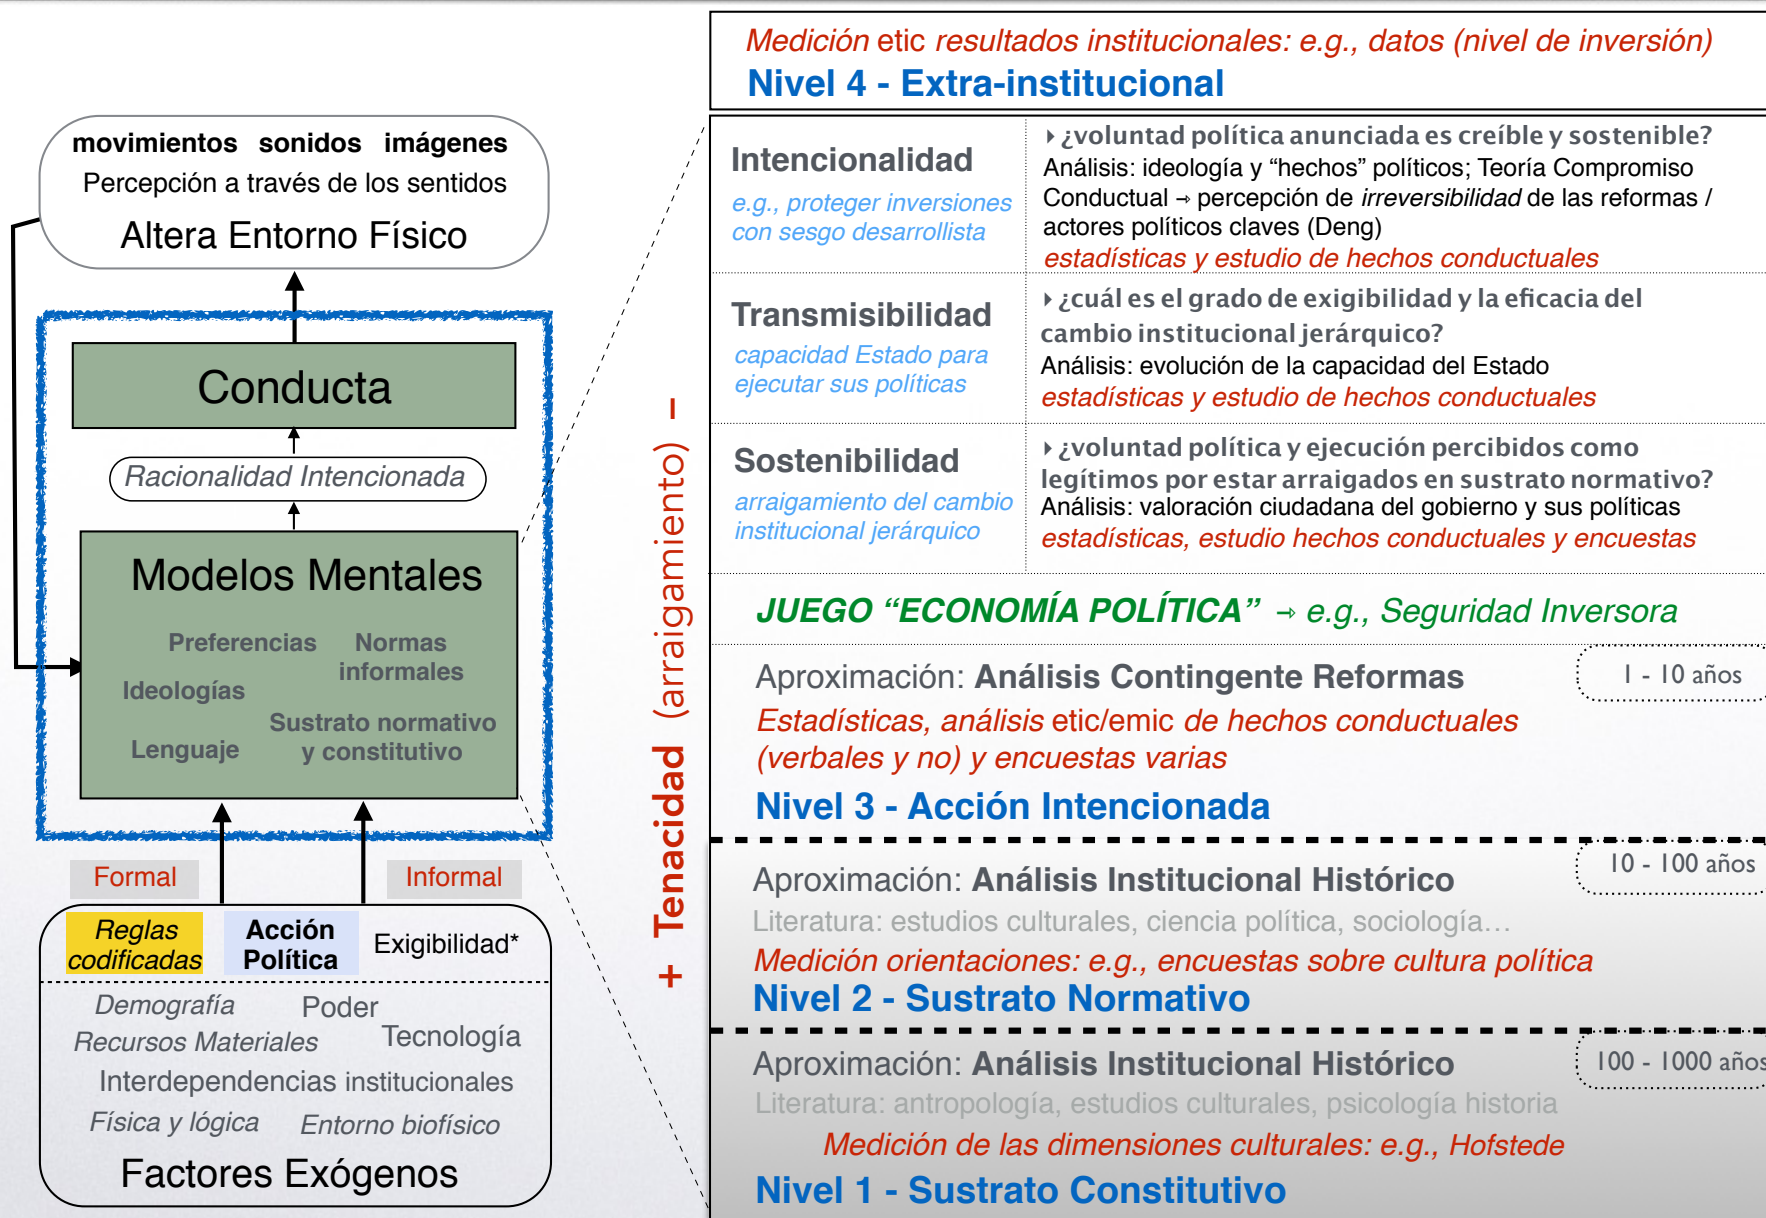 movimientos sonidos imágenes
Percepción a través de los sentidos
Altera Entorno Físico
Conducta
Racionalidad Intencionada
Modelos Mentales
Preferencias
Normas
informales
Ideologías
Sustrato normativo
y constitutivo
Lenguaje
Formal
Informal
Reglas
codificadas
Acción
Política
Exigibilidad*
Demografía
Poder
Recursos Materiales
Tecnología
Interdependencias institucionales
Física y lógica
Entorno biofísico
Factores Exógenos
+ Tenacidad (arraigamiento) –
Medición etic resultados institucionales: e.g., datos (nivel de inversión)
Nivel 4 - Extra-institucional
Intencionalidad
e.g., proteger inversiones
con sesgo desarrollista
‣ ¿voluntad política anunciada es creíble y sostenible?
Análisis: ideología y “hechos” políticos; Teoría Compromiso
Conductual → percepción de irreversibilidad de las reformas /
actores políticos claves (Deng)
estadísticas y estudio de hechos conductuales
Transmisibilidad
capacidad Estado para
ejecutar sus políticas
‣ ¿cuál es el grado de exigibilidad y la eficacia del
cambio institucional jerárquico?
Análisis: evolución de la capacidad del Estado
estadísticas y estudio de hechos conductuales
Sostenibilidad
arraigamiento del cambio
institucional jerárquico
‣ ¿voluntad política y ejecución percibidos como
legítimos por estar arraigados en sustrato normativo?
Análisis: valoración ciudadana del gobierno y sus políticas
estadísticas, estudio hechos conductuales y encuestas
JUEGO “ECONOMÍA POLÍTICA” → e.g., Seguridad Inversora
Aproximación: Análisis Contingente Reformas
1 - 10 años
Estadísticas, análisis etic/emic de hechos conductuales
(verbales y no) y encuestas varias
Nivel 3 - Acción Intencionada
10 - 100 años
Aproximación: Análisis Institucional Histórico
Literatura: estudios culturales, ciencia política, sociología…
Medición orientaciones: e.g., encuestas sobre cultura política
Nivel 2 - Sustrato Normativo
Aproximación: Análisis Institucional Histórico
100 - 1000 años
Literatura: antropología, estudios culturales, psicología historia
Medición de las dimensiones culturales: e.g., Hofstede
Nivel 1 - Sustrato Constitutivo